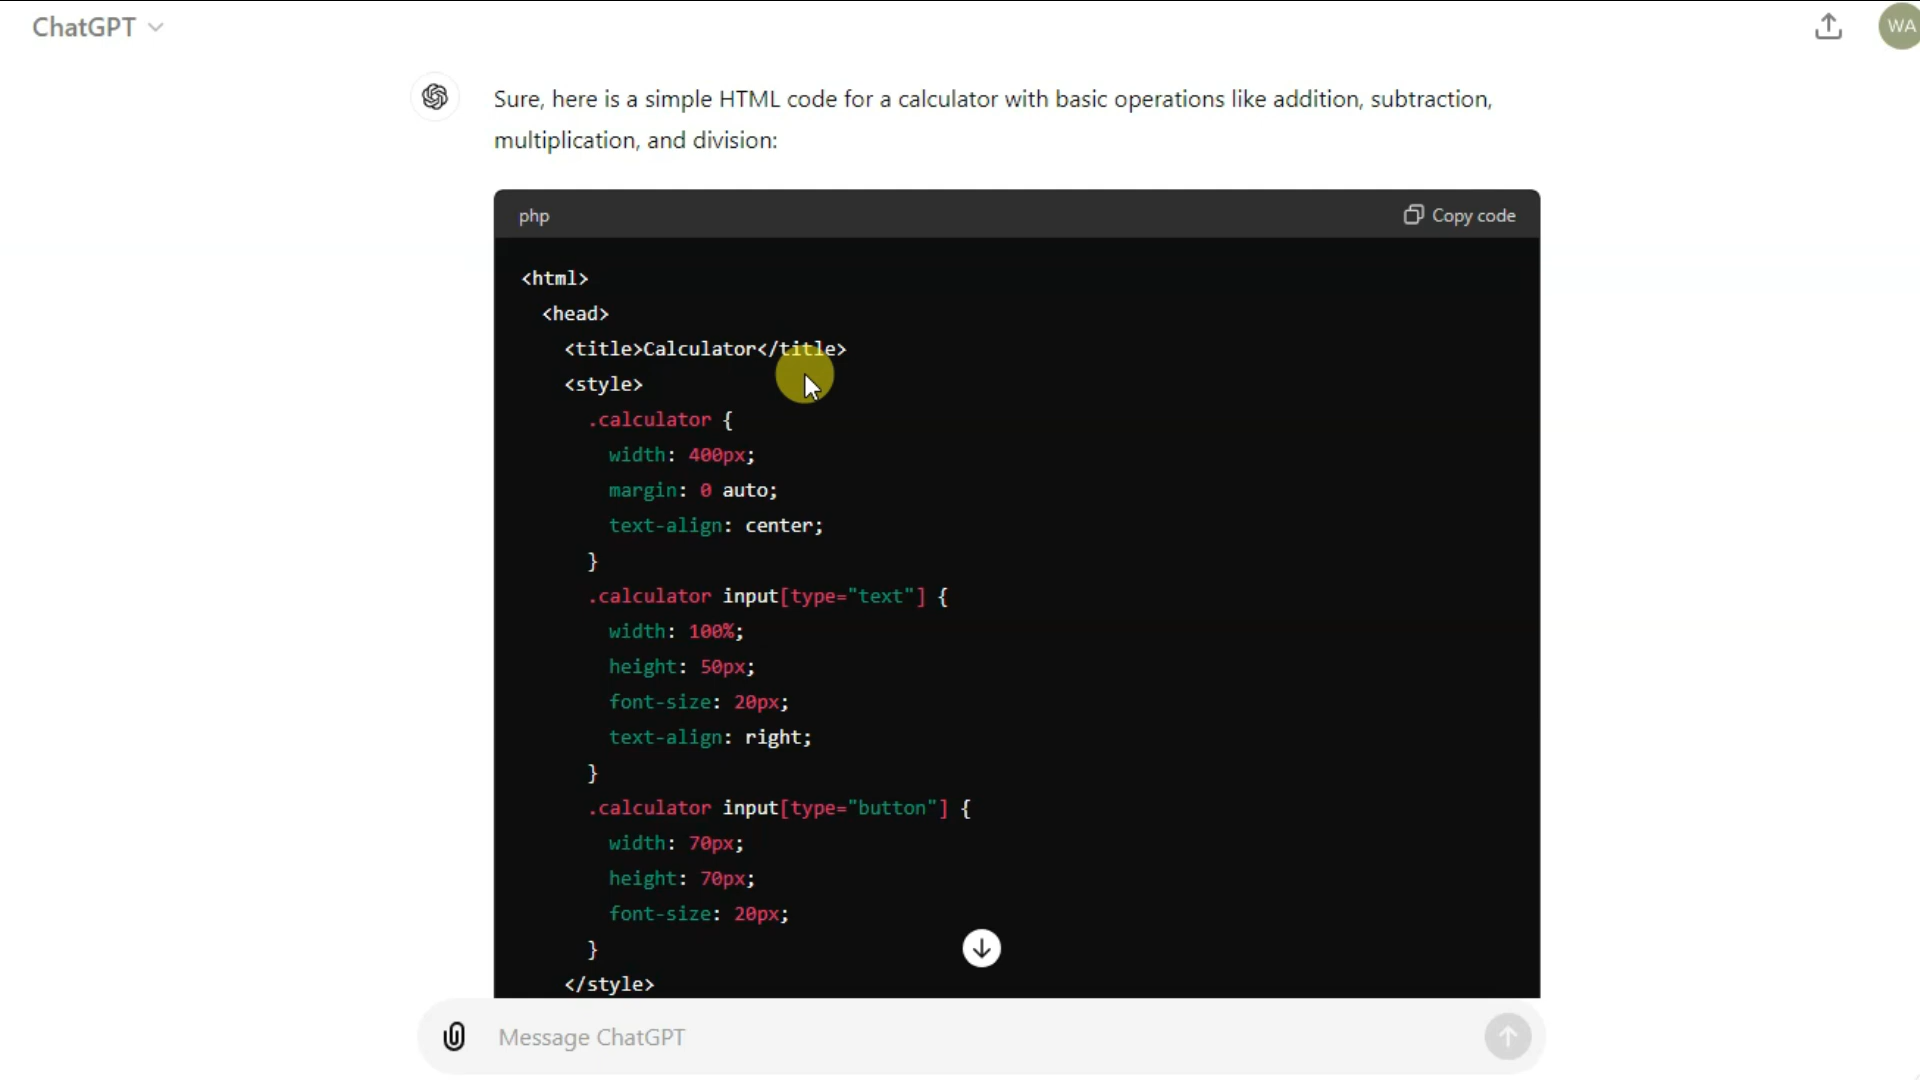 ChatGPT
WA
Sure, here is a simple HTML code for a calculator with basic operations like addition, subtraction,
multiplication, and division:
php
Copy code
<html>
<head>
<title>Calculator</title>
<style>
.calculator {
width: 400px;
margin: 0 auto;
text-align: center;
}
.calculator input[type="text"] {
width: 100%;
height: 50px;
font-size: 20px;
text-align: right;
}
.calculator input[type="button"] {
width: 70px;
height: 70px;
font-size: 20px;
}
</style>
Message ChatGPT